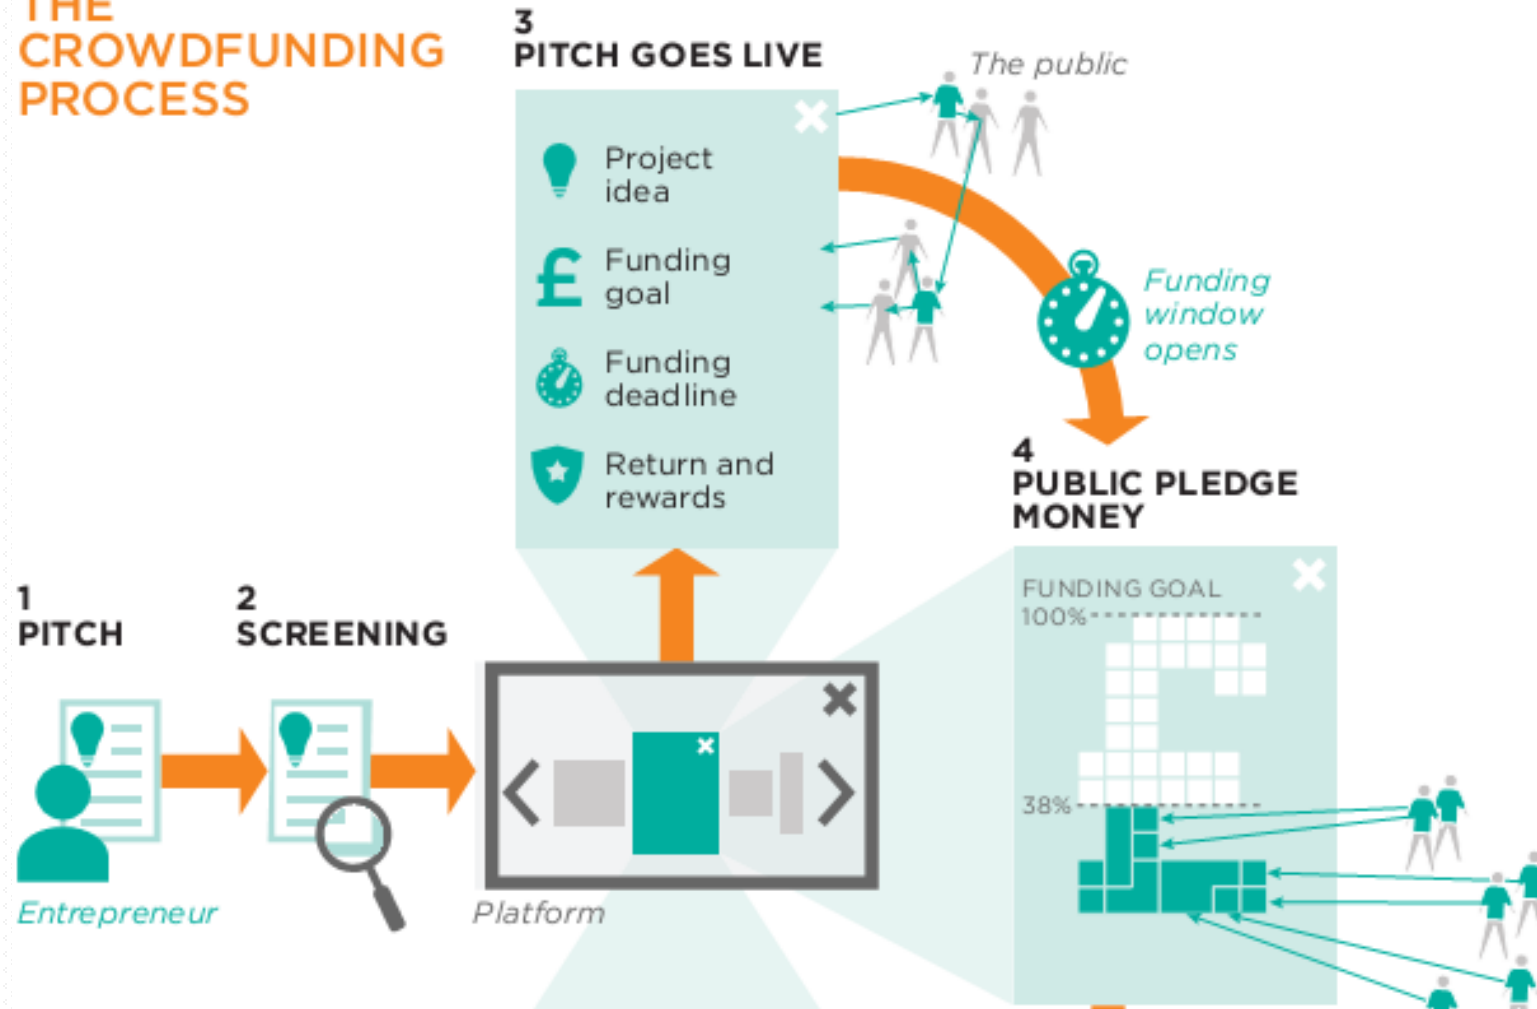 THE
CROWDFUNDING
PROCESS
3
PITCH GOES LIVE
The public
Project
idea
£
Funding
goal
Funding
deadline
Return and
rewards
Funding
window
opens
4
PUBLIC PLEDGE
MONEY
FUNDING GOAL
100%
38%
1
PITCH
2
SCREENING
Entrepreneur
Platform